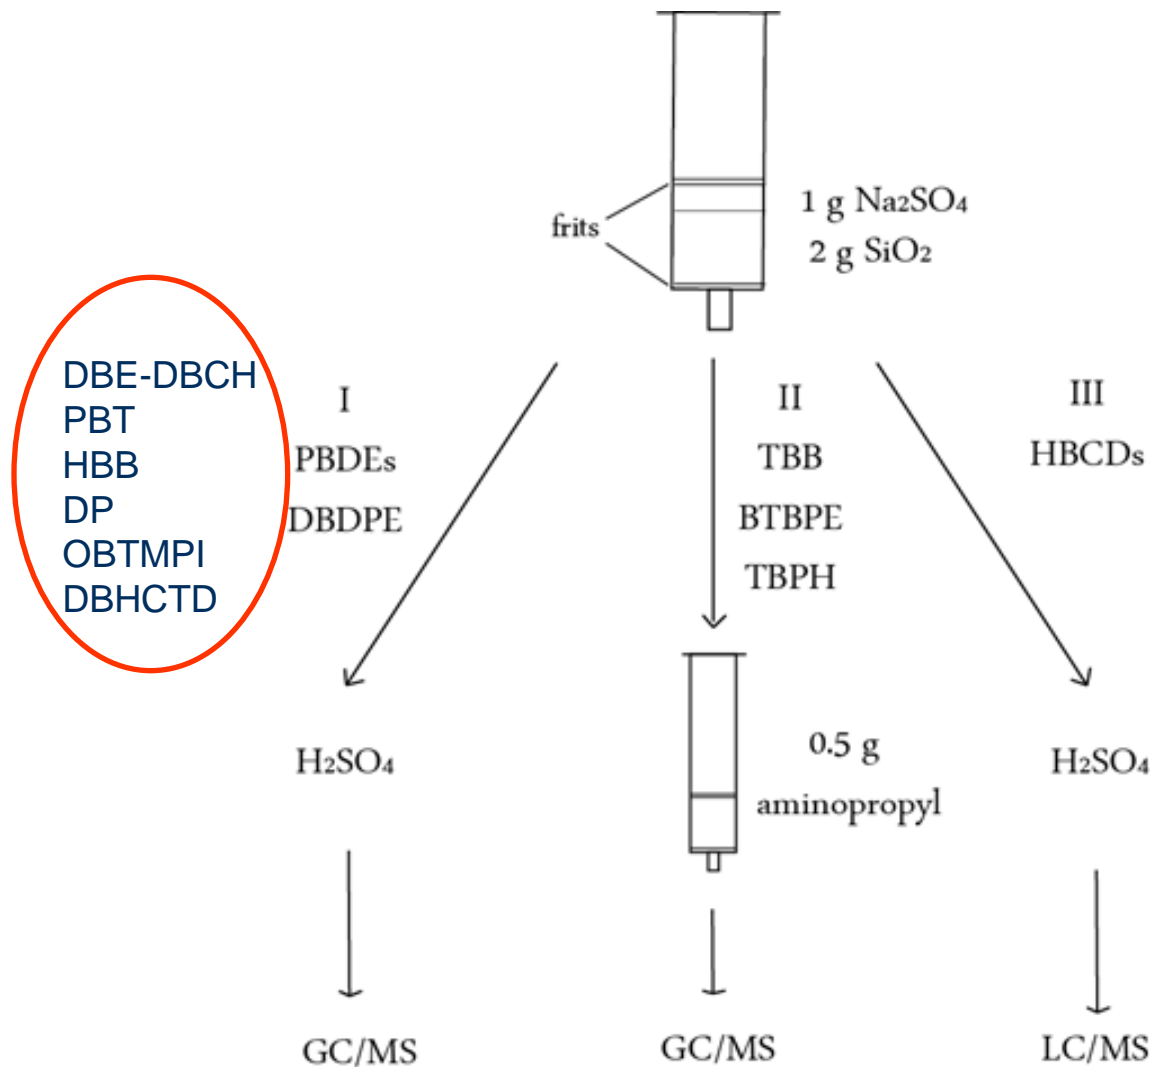 1 g Na2SO4
frits
2 g SiO2
DBE-DBCH
PBT
HBB
DP
OBTMPI
DBHCTD
I
PBDEs
DBDPE
II
TBB
BTBPE
TBPH
III
HBCDs
H2SO4
0.5 g
aminopropyl
H2SO4
GC/MS
GC/MS
LC/MS